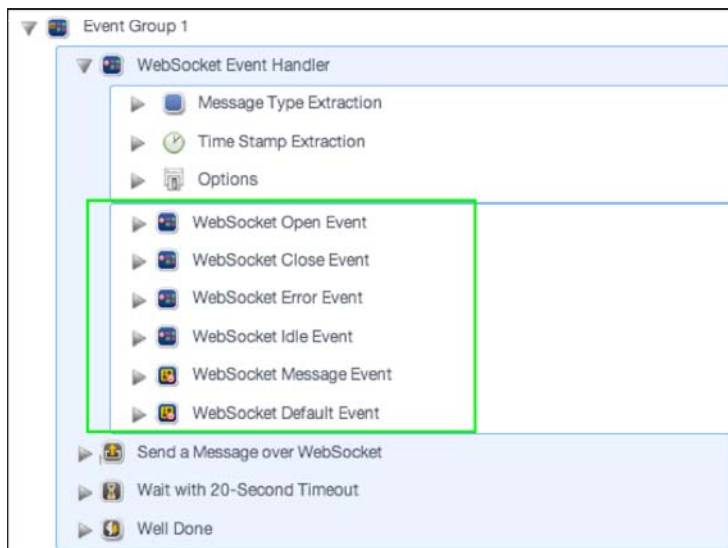 Event Group 1
WebSocket Event Handler
Message Type Extraction
Time Stamp Extraction
Options
WebSocket Open Event
WebSocket Close Event
WebSocket Error Event
WebSocket Idle Event
WebSocket Message Event
WebSocket Default Event
Send a Message over WebSocket
Wait with 20-Second Timeout
Well Done